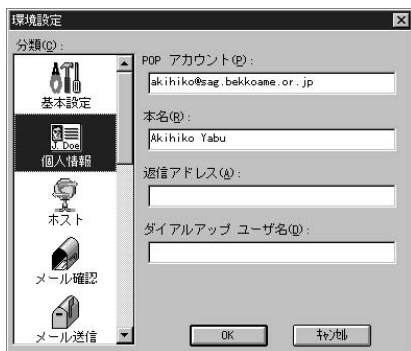 環境設定
分類(C):
基本設定
J. Doe
個人情報
ホスト
メール確認
メール送信
POP アカウント(P):
akihiko@sag.bekkoame.or.jp
本名(R):
Akihiko Yabu
返信アドレス(A):
ダイアルアップ ユーザ名(D):
OK
ｷｬﾝｾﾙ